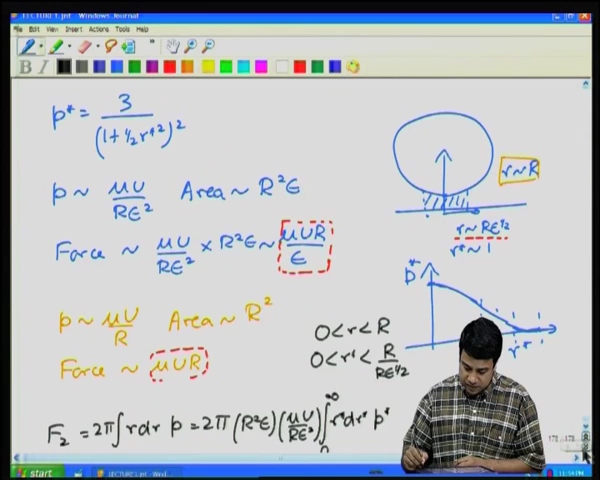 LECTURE 1.jnt - Windows Journal
File Edit View Insert Actions Tools Help
B I
p* = 3 / (1+½r*²)²
p ~ μU / Rε² Area ~ R²ε
Force ~ μU / Rε² × R²ε ~ μUR / ε
r ~ R
r ~ Rε^{1/2}
r* ~ 1
p*
r*
p ~ μU / R Area ~ R²
Force ~ μUR
0 < r < R
0 < r* < R / Rε^{1/2}
F₂ = 2π ∫ r dr p = 2π (R²ε) (μU / Rε²) ∫₀^∞ r* dr* p*
start
LECTURE 1.jnt - Wind...